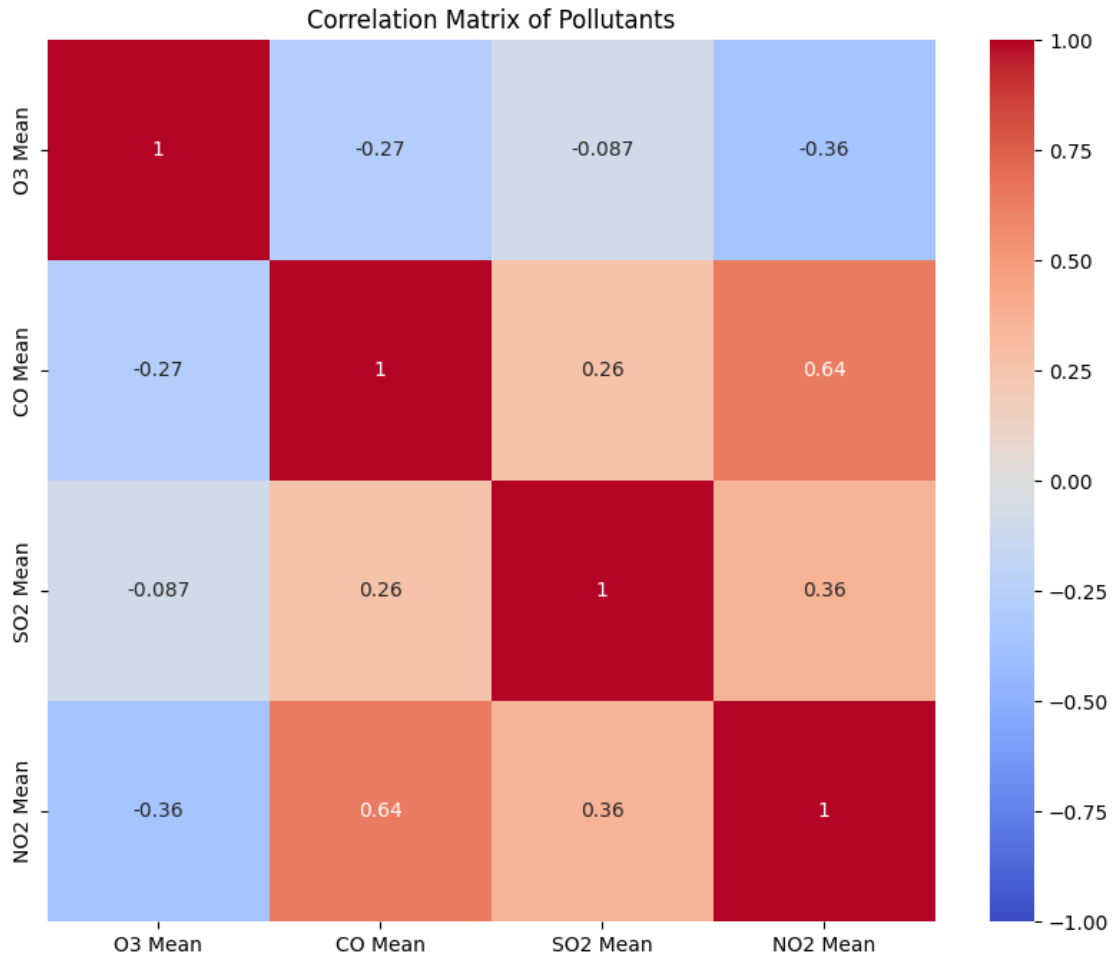 Correlation Matrix of Pollutants
O3 Mean
1
-0.27
-0.087
-0.36
CO Mean
-0.27
1
0.26
0.64
SO2 Mean
-0.087
0.26
1
0.36
NO2 Mean
-0.36
0.64
0.36
1
O3 Mean
CO Mean
SO2 Mean
NO2 Mean
1.00
0.75
0.50
0.25
0.00
−0.25
−0.50
−0.75
−1.00